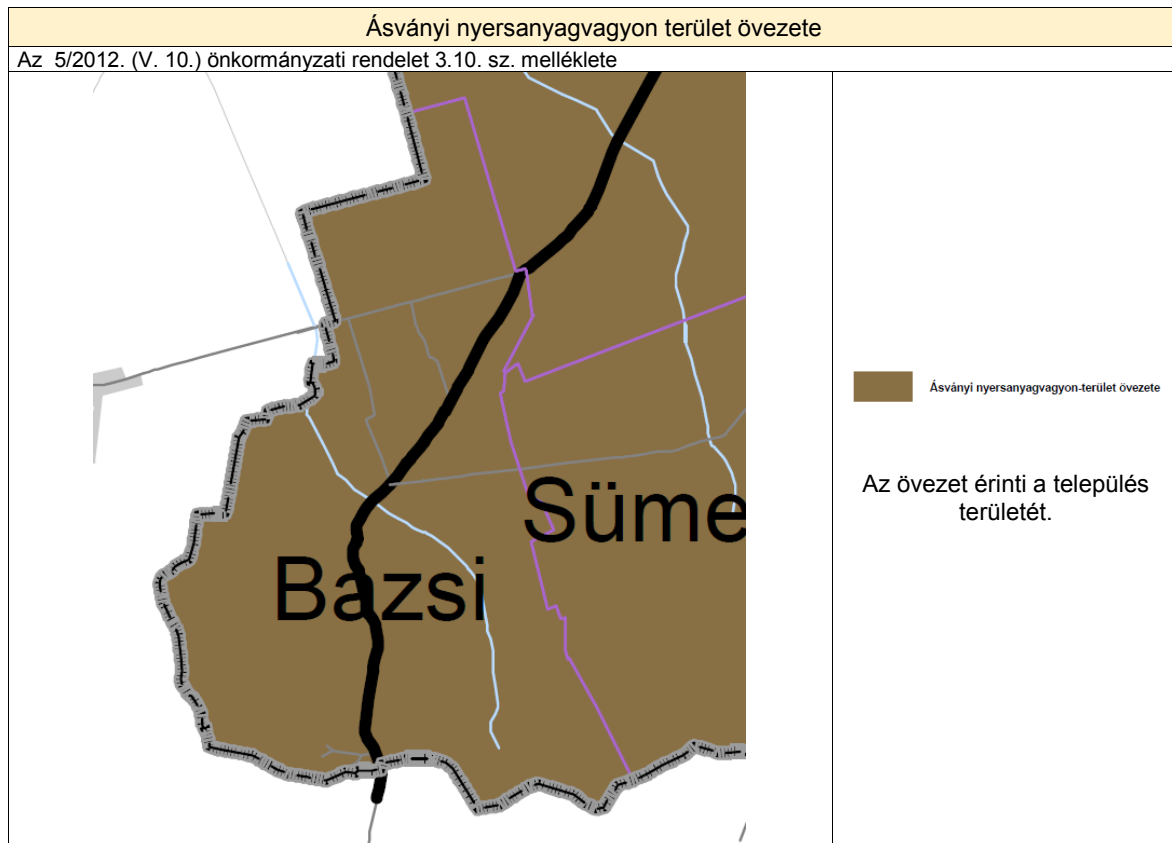 Ásványi nyersanyagvagyon terület övezete
Az 5/2012. (V. 10.) önkormányzati rendelet 3.10. sz. melléklete
Süme
Bazsi
Ásványi nyersanyagvagyon-terület övezete
Az övezet érinti a település
területét.